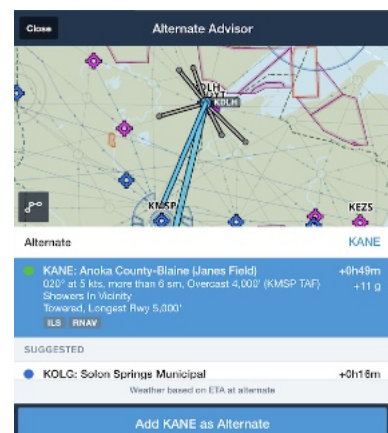 Close
Alternate Advisor
KDLH
KMSP
KEZS
Alternate
KANE
KANE: Anoka County-Blaine (Janes Field)
+0h49m
020° at 5 kts, more than 6 sm, Overcast 4,000' (KMSP TAF)
+11 g
Showers In Vicinity
Towered, Longest Rwy 5,000'
ILS RNAV
SUGGESTED
KOLG: Solon Springs Municipal
+0h16m
Weather based on ETA at alternate
Add KANE as Alternate